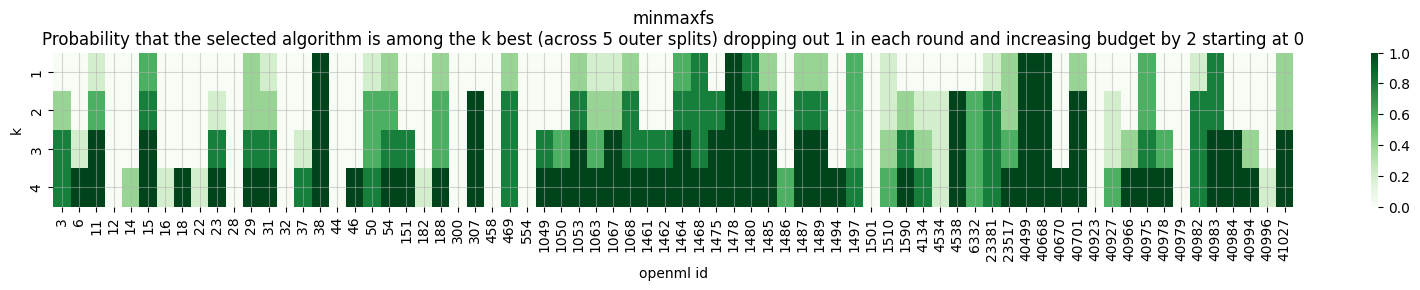 minmaxfs
Probability that the selected algorithm is among the k best (across 5 outer splits) dropping out 1 in each round and increasing budget by 2 starting at 0
k
1
2
3
4
3 6 11 12 14 15 16 18 22 23 28 29 31 32 37 38 44 46 50 54 151 182 188 300 307 458 469 554 1049 1050 1063 1067 1068 1461 1462 1464 1468 1475 1478 1480 1485 1486 1487 1489 1494 1497 1501 1510 1590 4134 4534 4538 6332 23381 23517 40499 40668 40670 40701 40923 40927 40966 40975 40978 40979 40982 40983 40984 40994 40996 41027
openml id
1.0
0.8
0.6
0.4
0.2
0.0